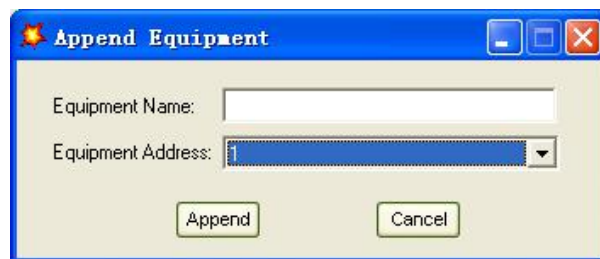 Append Equipment
Equipment Name:
Equipment Address: 1
Append Cancel